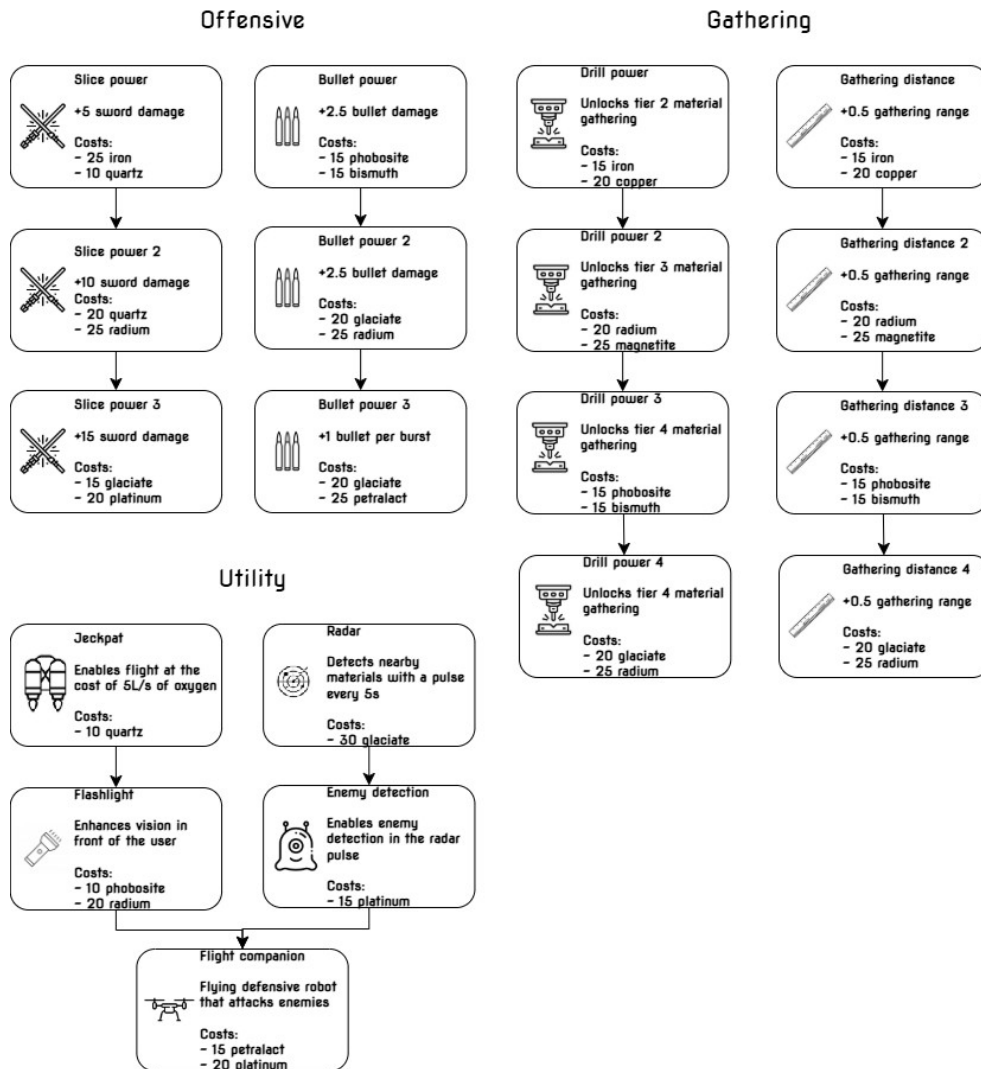 Offensive
Slice power
+5 sword damage
Costs:
- 25 iron
- 10 quartz
Bullet power
+2.5 bullet damage
Costs:
- 15 phobosite
- 15 bismuth
Slice power 2
+10 sword damage
Costs:
- 20 quartz
- 25 radium
Bullet power 2
+2.5 bullet damage
Costs:
- 20 glaciate
- 25 radium
Slice power 3
+15 sword damage
Costs:
- 15 glaciate
- 20 platinum
Bullet power 3
+1 bullet per burst
Costs:
- 20 glaciate
- 25 petralact
Gathering
Drill power
Unlocks tier 2 material
gathering
Costs:
- 15 iron
- 20 copper
Gathering distance
+0.5 gathering range
Costs:
- 15 iron
- 20 copper
Drill power 2
Unlocks tier 3 material
gathering
Costs:
- 20 radium
- 25 magnetite
Gathering distance 2
+0.5 gathering range
Costs:
- 20 radium
- 25 magnetite
Drill power 3
Unlocks tier 4 material
gathering
Costs:
- 15 phobosite
- 15 bismuth
Gathering distance 3
+0.5 gathering range
Costs:
- 15 phobosite
- 15 bismuth
Drill power 4
Unlocks tier 4 material
gathering
Costs:
- 20 glaciate
- 25 radium
Gathering distance 4
+0.5 gathering range
Costs:
- 20 glaciate
- 25 radium
Utility
Jeckpat
Enables flight at the
cost of 5L/s of oxygen
Costs:
- 10 quartz
Radar
Detects nearby
materials with a pulse
every 5s
Costs:
- 30 glaciate
Flashlight
Enhances vision in
front of the user
Costs:
- 10 phobosite
- 20 radium
Enemy detection
Enables enemy
detection in the radar
pulse
Costs:
- 15 platinum
Flight companion
Flying defensive robot
that attacks enemies
Costs:
- 15 petralact
- 20 platinum